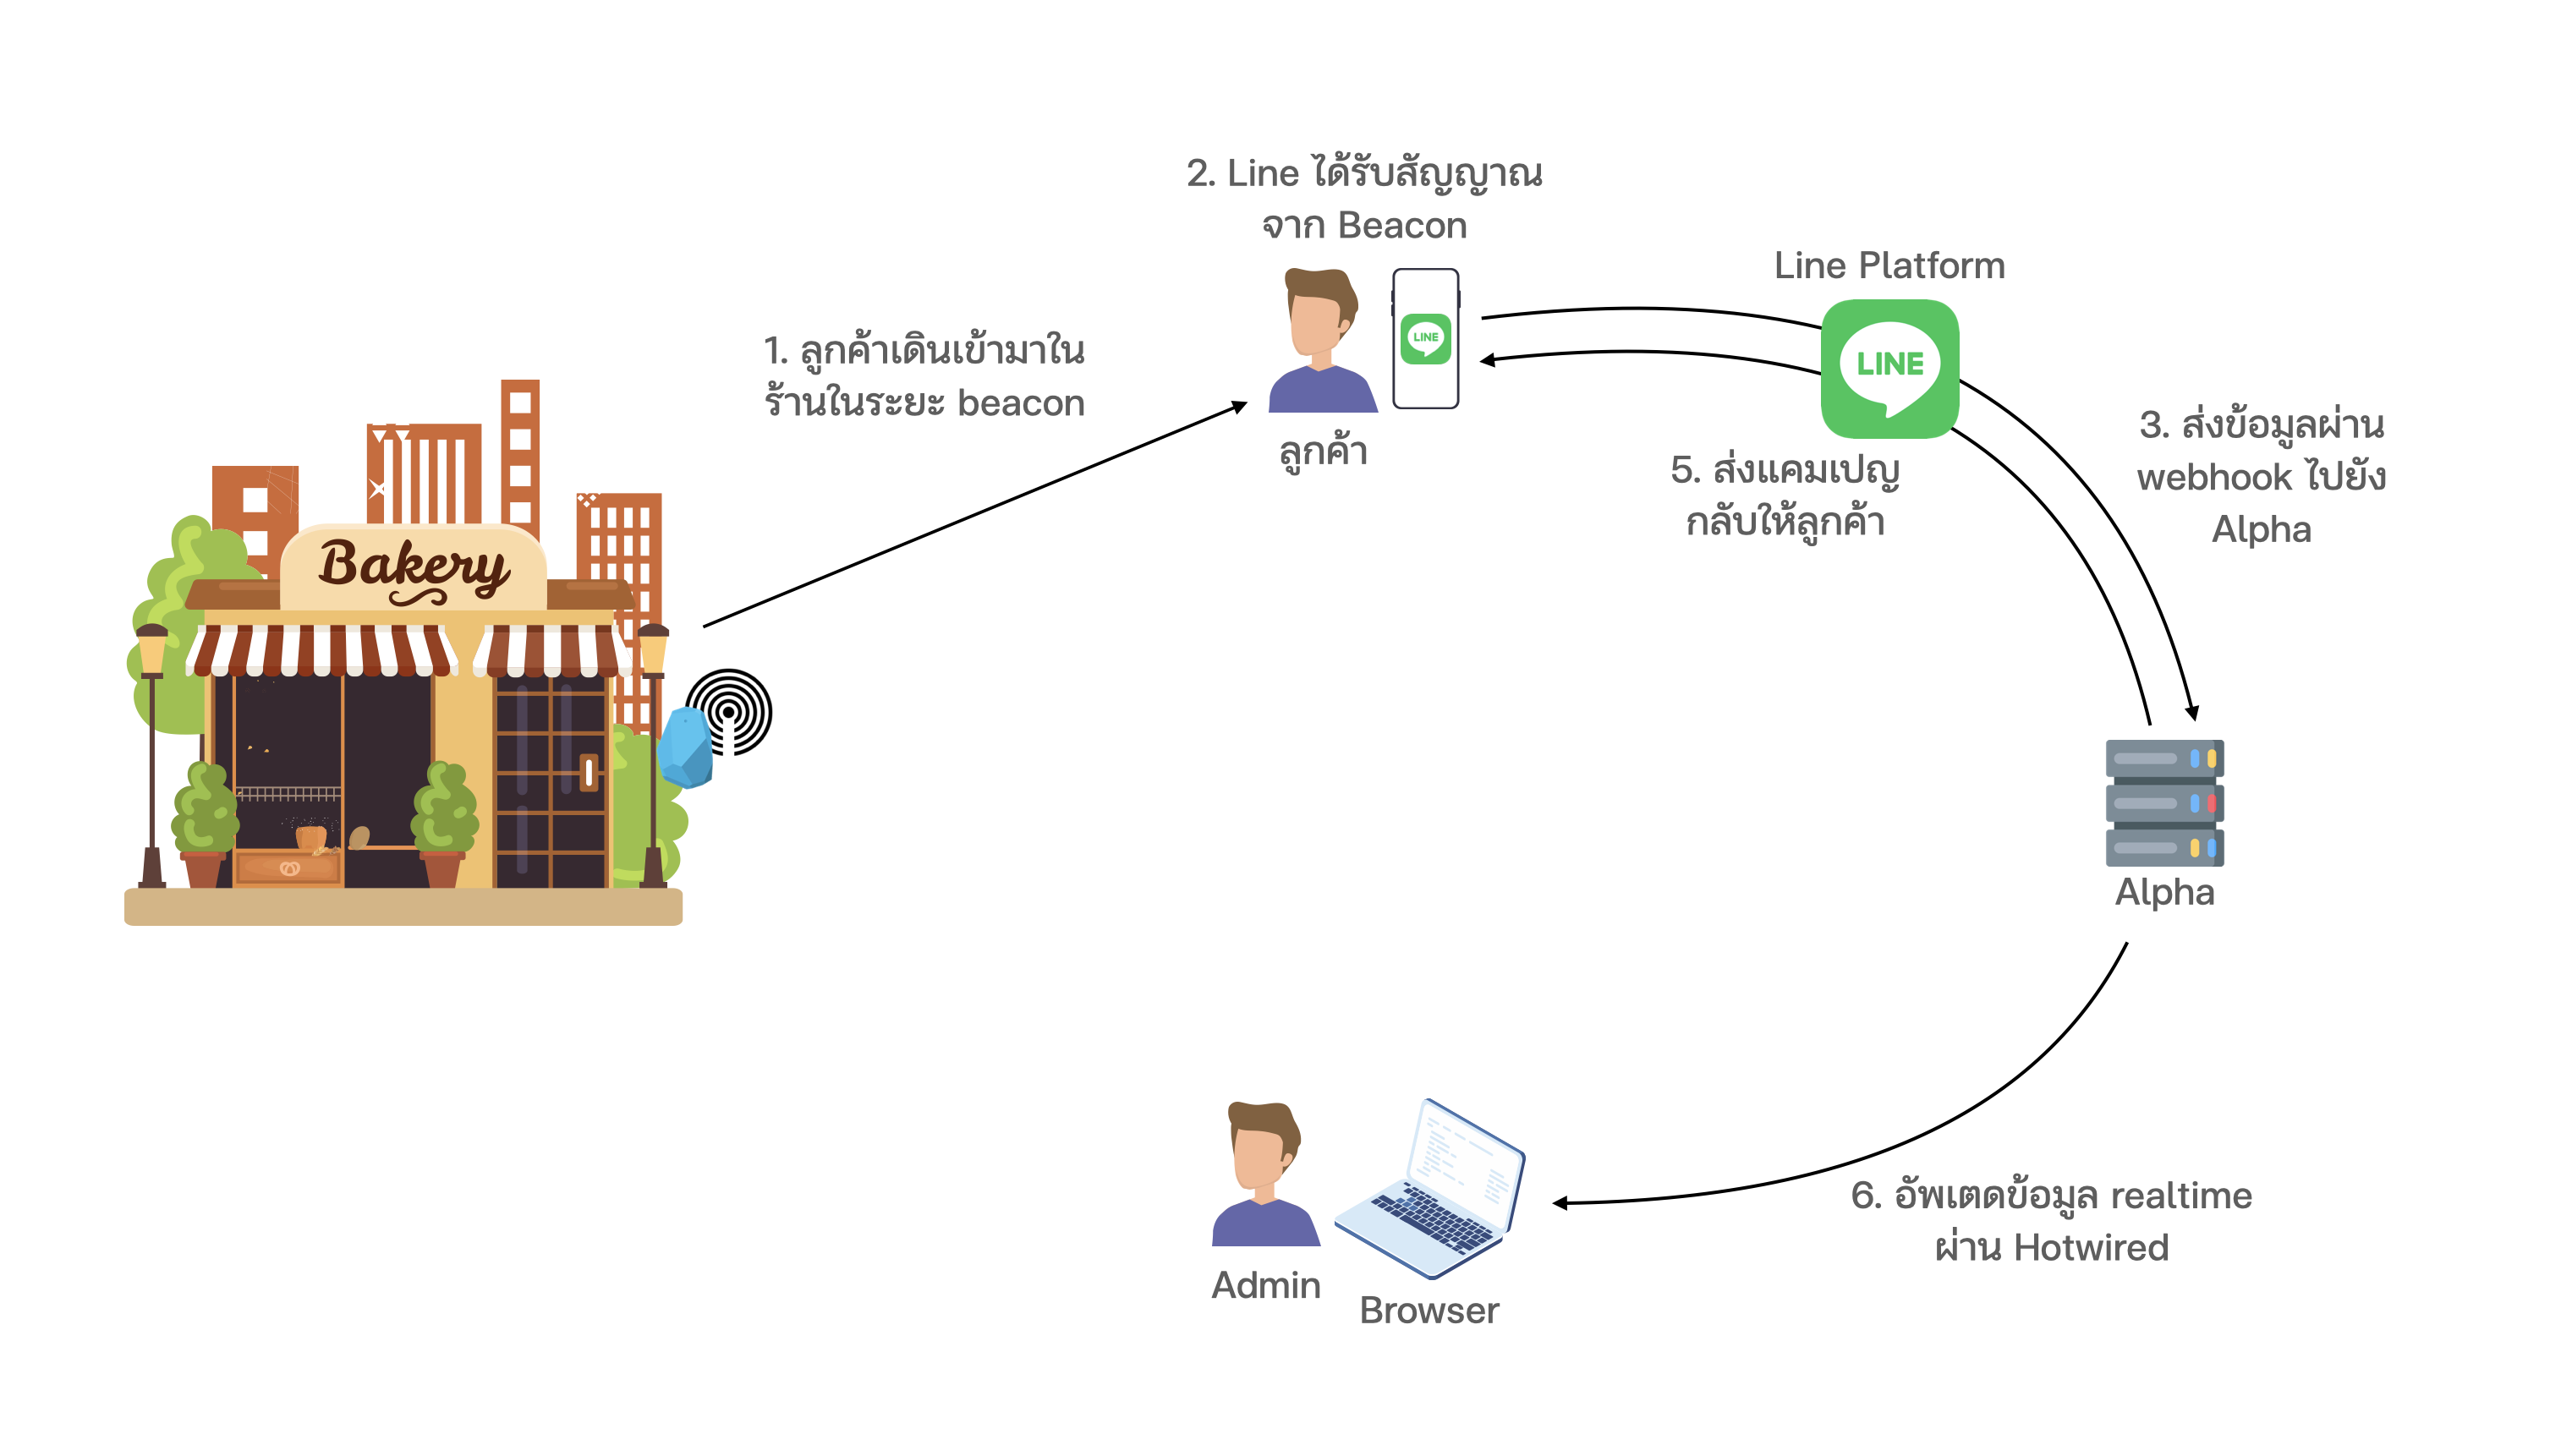 2. Line ได้รับสัญญาณ
จาก Beacon
Line Platform
1. ลูกค้าเดินเข้ามาใน
ร้านในระยะ beacon
LINE
LINE
3. ส่งข้อมูลผ่าน
webhook ไปยัง
Alpha
ลูกค้า
5. ส่งแคมเปญ
กลับให้ลูกค้า
Bakery
Alpha
6. อัพเตดข้อมูล realtime
ผ่าน Hotwired
Admin
Browser